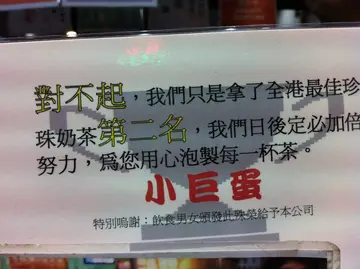 對不起，我們只是拿了全港最佳珍
珠奶茶第二名，我們日後定必加倍
努力，為您用心泡製每一杯茶。
小巨蛋
特別嗚謝：飲食男女頒發此殊榮給予本公司